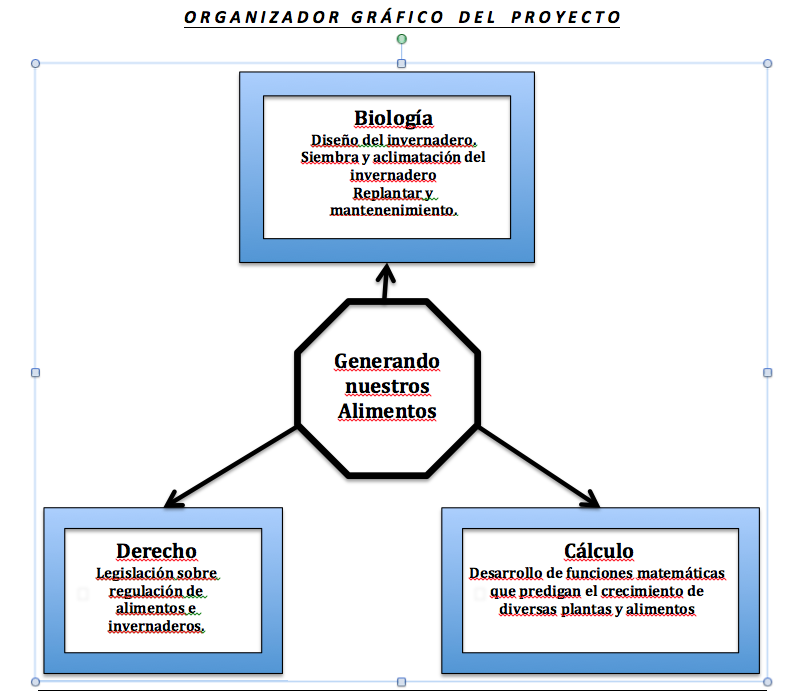 ORGANIZADOR GRÁFICO DEL PROYECTO
Biología
Diseño del invernadero.
Siembra y aclimatación del
invernadero
Replantar y
mantenenimiento.
Generando
nuestros
Alimentos
Derecho
Legislación sobre
regulación de
alimentos e
invernaderos.
Cálculo
Desarrollo de funciones matemáticas
que predigan el crecimiento de
diversas plantas y alimentos